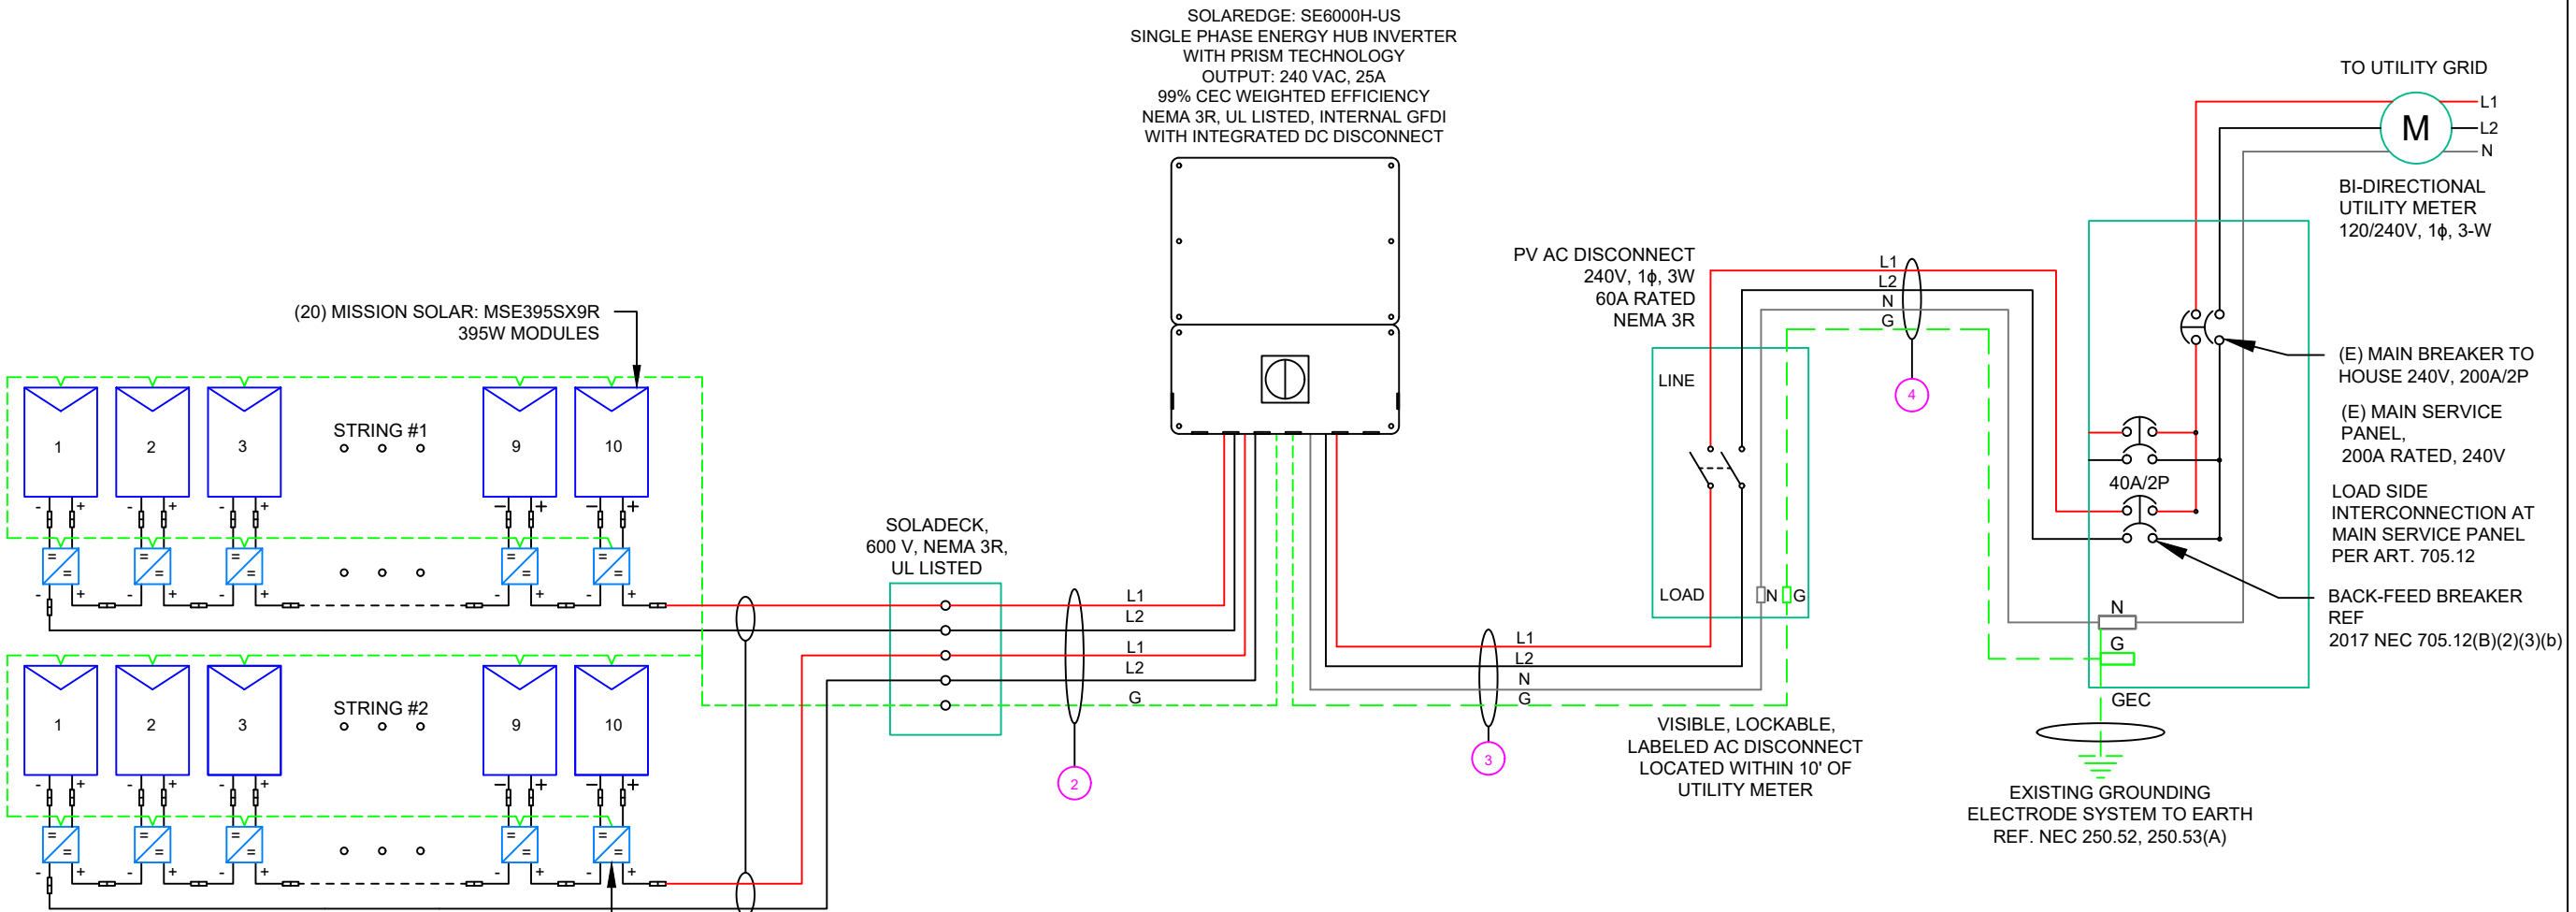 SOLAREDGE: SE6000H-US
SINGLE PHASE ENERGY HUB INVERTER
WITH PRISM TECHNOLOGY
OUTPUT: 240 VAC, 25A
99% CEC WEIGHTED EFFICIENCY
NEMA 3R, UL LISTED, INTERNAL GFDI
WITH INTEGRATED DC DISCONNECT
TO UTILITY GRID
L1
L2
N
M
BI-DIRECTIONAL
UTILITY METER
120/240V, 1ϕ, 3-W
PV AC DISCONNECT
240V, 1ϕ, 3W
60A RATED
NEMA 3R
L1
L2
N
G
4
LINE
LOAD
N G
(E) MAIN BREAKER TO
HOUSE 240V, 200A/2P
(E) MAIN SERVICE
PANEL,
200A RATED, 240V
40A/2P
LOAD SIDE
INTERCONNECTION AT
MAIN SERVICE PANEL
PER ART. 705.12
BACK-FEED BREAKER
REF
2017 NEC 705.12(B)(2)(3)(b)
N
G
GEC
EXISTING GROUNDING
ELECTRODE SYSTEM TO EARTH
REF. NEC 250.52, 250.53(A)
(20) MISSION SOLAR: MSE395SX9R
395W MODULES
1 2 3 STRING #1 9 10
- + - + - + - + - +
= = = = =
= = = = =
- + - + - + - + - +
SOLADECK,
600 V, NEMA 3R,
UL LISTED
L1
L2
L1
L2
G
2
L1
L2
N
G
3
VISIBLE, LOCKABLE,
LABELED AC DISCONNECT
LOCATED WITHIN 10' OF
UTILITY METER
1 2 3 STRING #2 9 10
- + - + - + - + - +
= = = = =
= = = = =
- + - + - + - + - +